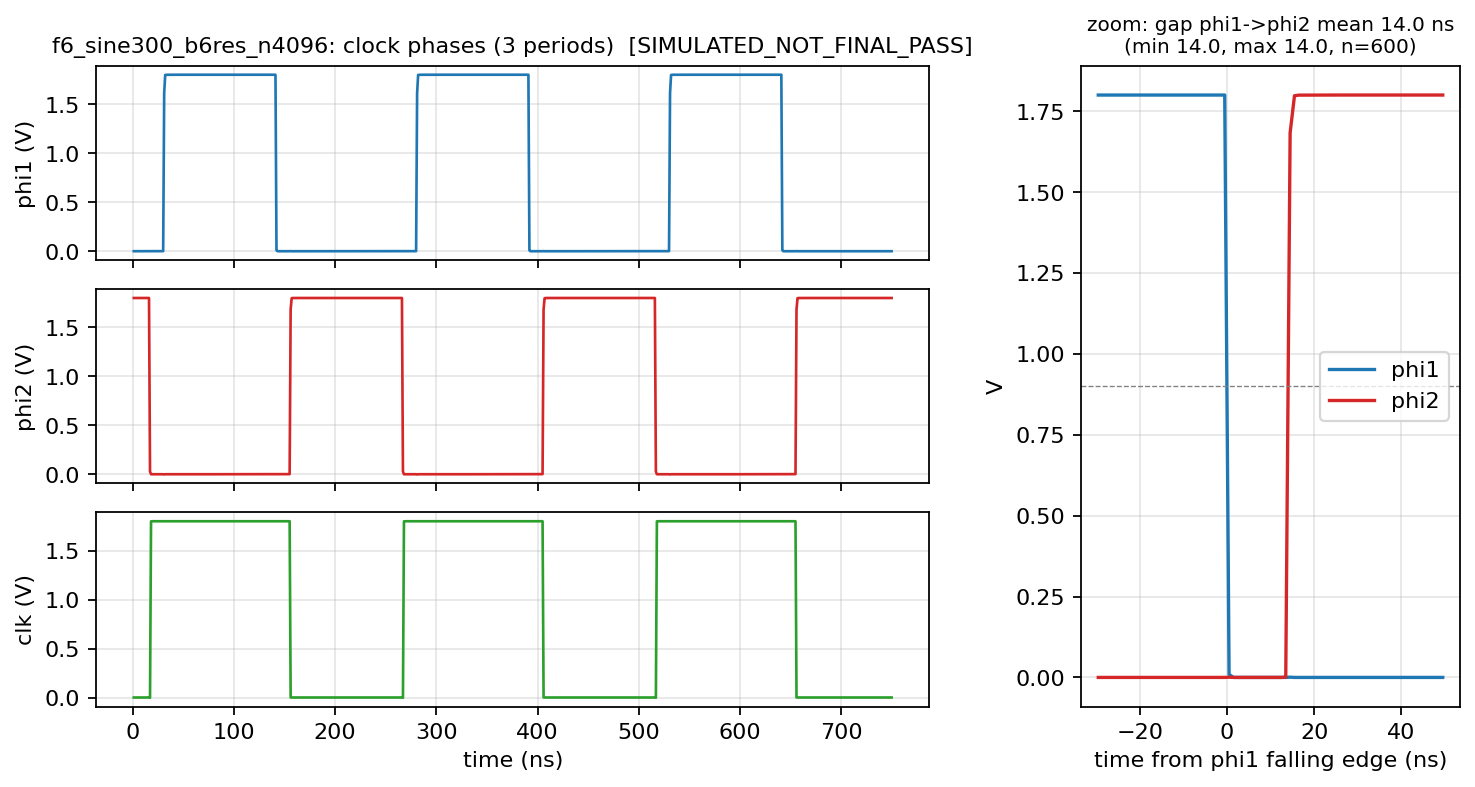 f6_sine300_b6res_n4096: clock phases (3 periods)  [SIMULATED_NOT_FINAL_PASS]
phi1 (V)
1.5
1.0
0.5
0.0
phi2 (V)
1.5
1.0
0.5
0.0
clk (V)
1.5
1.0
0.5
0.0
0 100 200 300 400 500 600 700
time (ns)
zoom: gap phi1->phi2 mean 14.0 ns
(min 14.0, max 14.0, n=600)
V
1.75
1.50
1.25
1.00
0.75
0.50
0.25
0.00
phi1
phi2
−20 0 20 40
time from phi1 falling edge (ns)